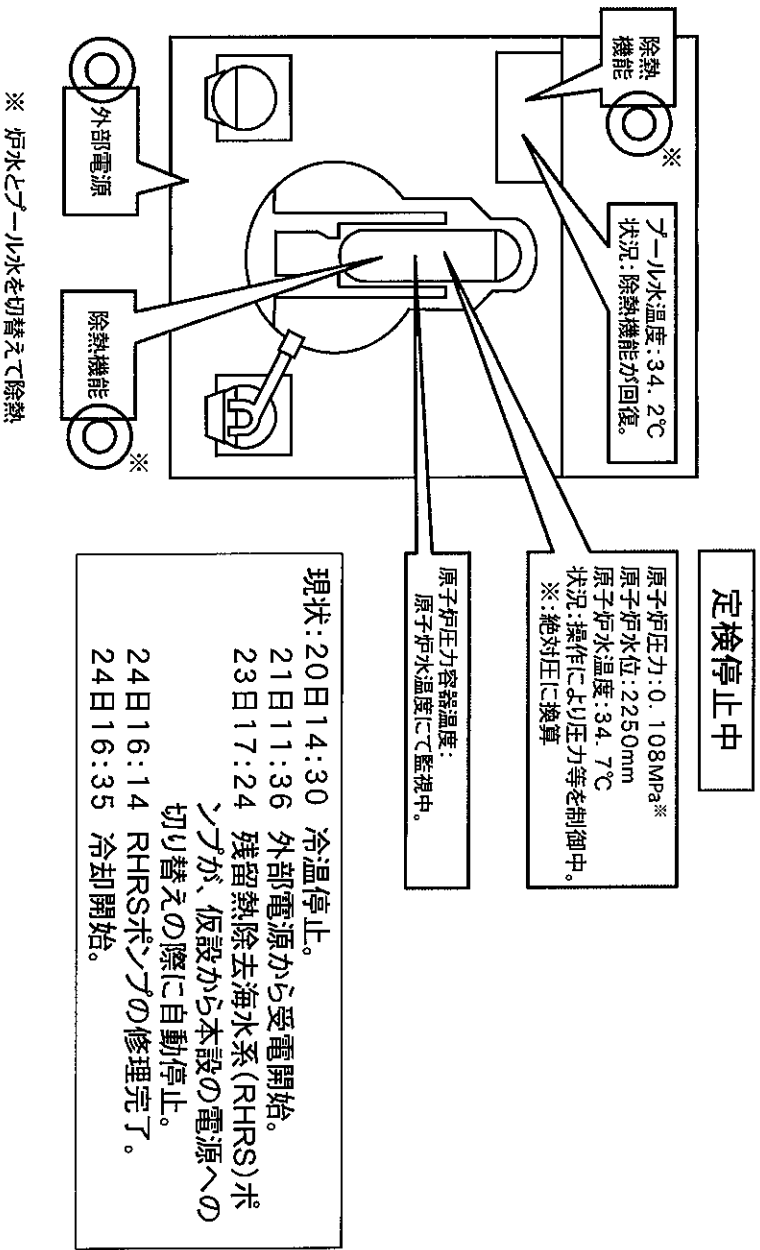 定検停止中
除熱
機能
※
プール水温度:34. 2℃
状況:除熱機能が回復。
原子炉圧力:0. 108MPa※
原子炉水位:2250mm
原子炉水温度:34. 7℃
状況:操作により圧力等を制御中。
※:絶対圧に換算
原子炉圧力容器温度:
原子炉水温度にて監視中。
外部電源
除熱機能
※
※ 炉水とプール水を切替えて除熱
現状:20日14:30 冷温停止。
21日11:36 外部電源から受電開始。
23日17:24 残留熱除去海水系(RHRS)ポ
ンプが、仮設から本設の電源への
切り替えの際に自動停止。
24日16:14 RHRSポンプの修理完了。
24日16:35 冷却開始。